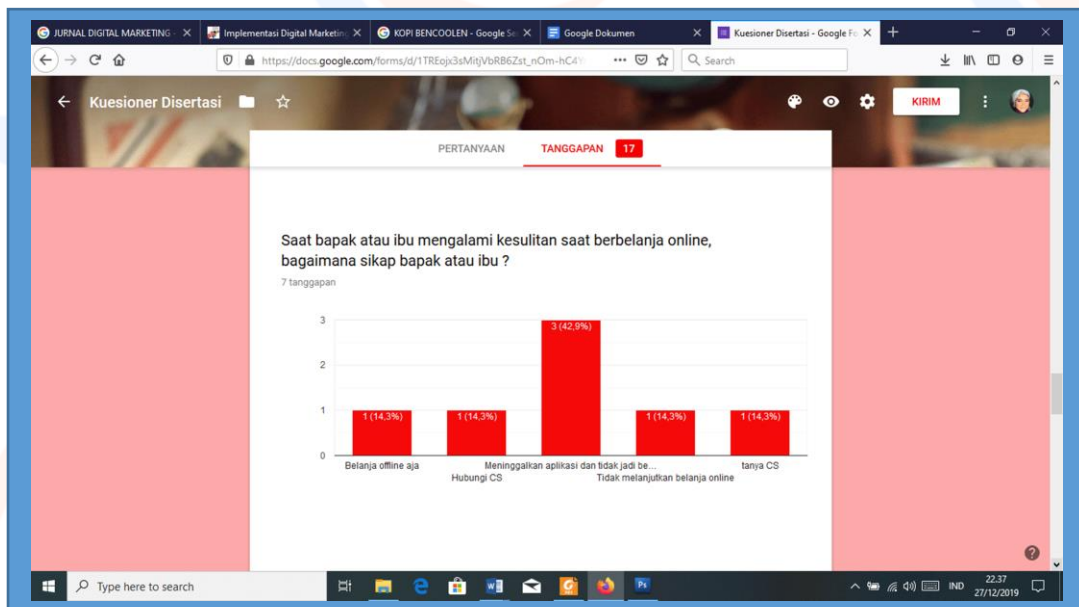 JURNAL DIGITAL MARKETING -
Implementasi Digital Marketing
KOPI BENCOOLEN - Google Se
Google Dokumen
Kuesioner Disertasi - Google Fo
https://docs.google.com/forms/d/1TREojx3sMitjVbRB6Zst_nOm-hC4Y
Search
Kuesioner Disertasi
KIRIM
PERTANYAAN
TANGGAPAN 17
Saat bapak atau ibu mengalami kesulitan saat berbelanja online,
bagaimana sikap bapak atau ibu ?
7 tanggapan
3
2
1
0
1 (14,3%)
1 (14,3%)
3 (42,9%)
1 (14,3%)
1 (14,3%)
Belanja offline aja
Hubungi CS
Meninggalkan aplikasi dan tidak jadi be...
Tidak melanjutkan belanja online
tanya CS
Type here to search
Ps
IND
22.37
27/12/2019